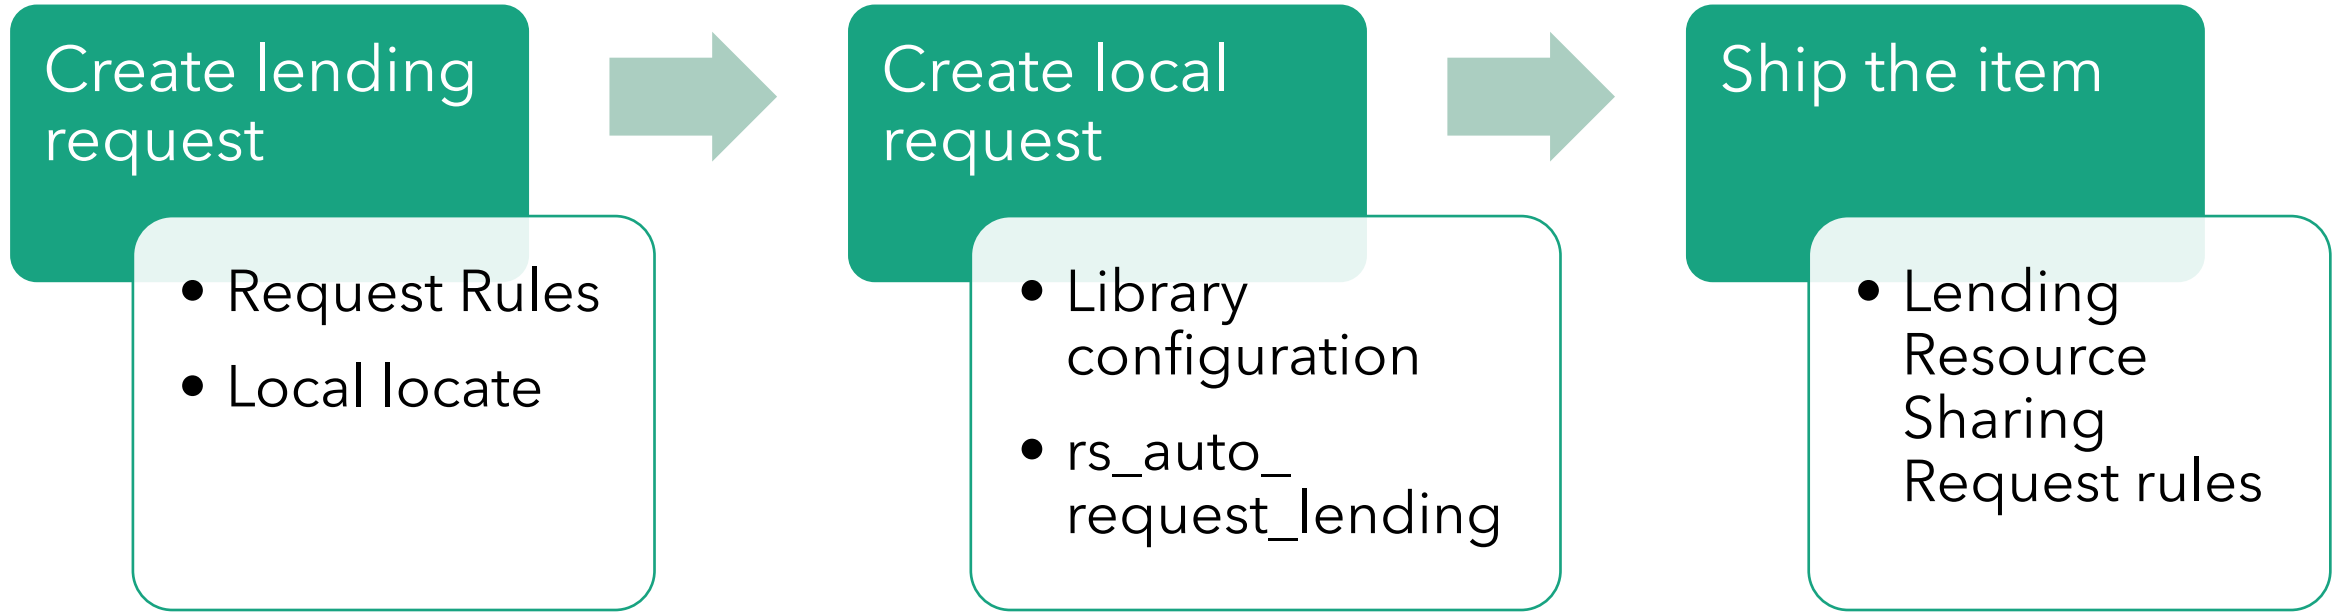 Create lending
request
• Request Rules
• Local locate
Create local
request
• Library
configuration
• rs_auto_
request_lending
Ship the item
• Lending
Resource
Sharing
Request rules